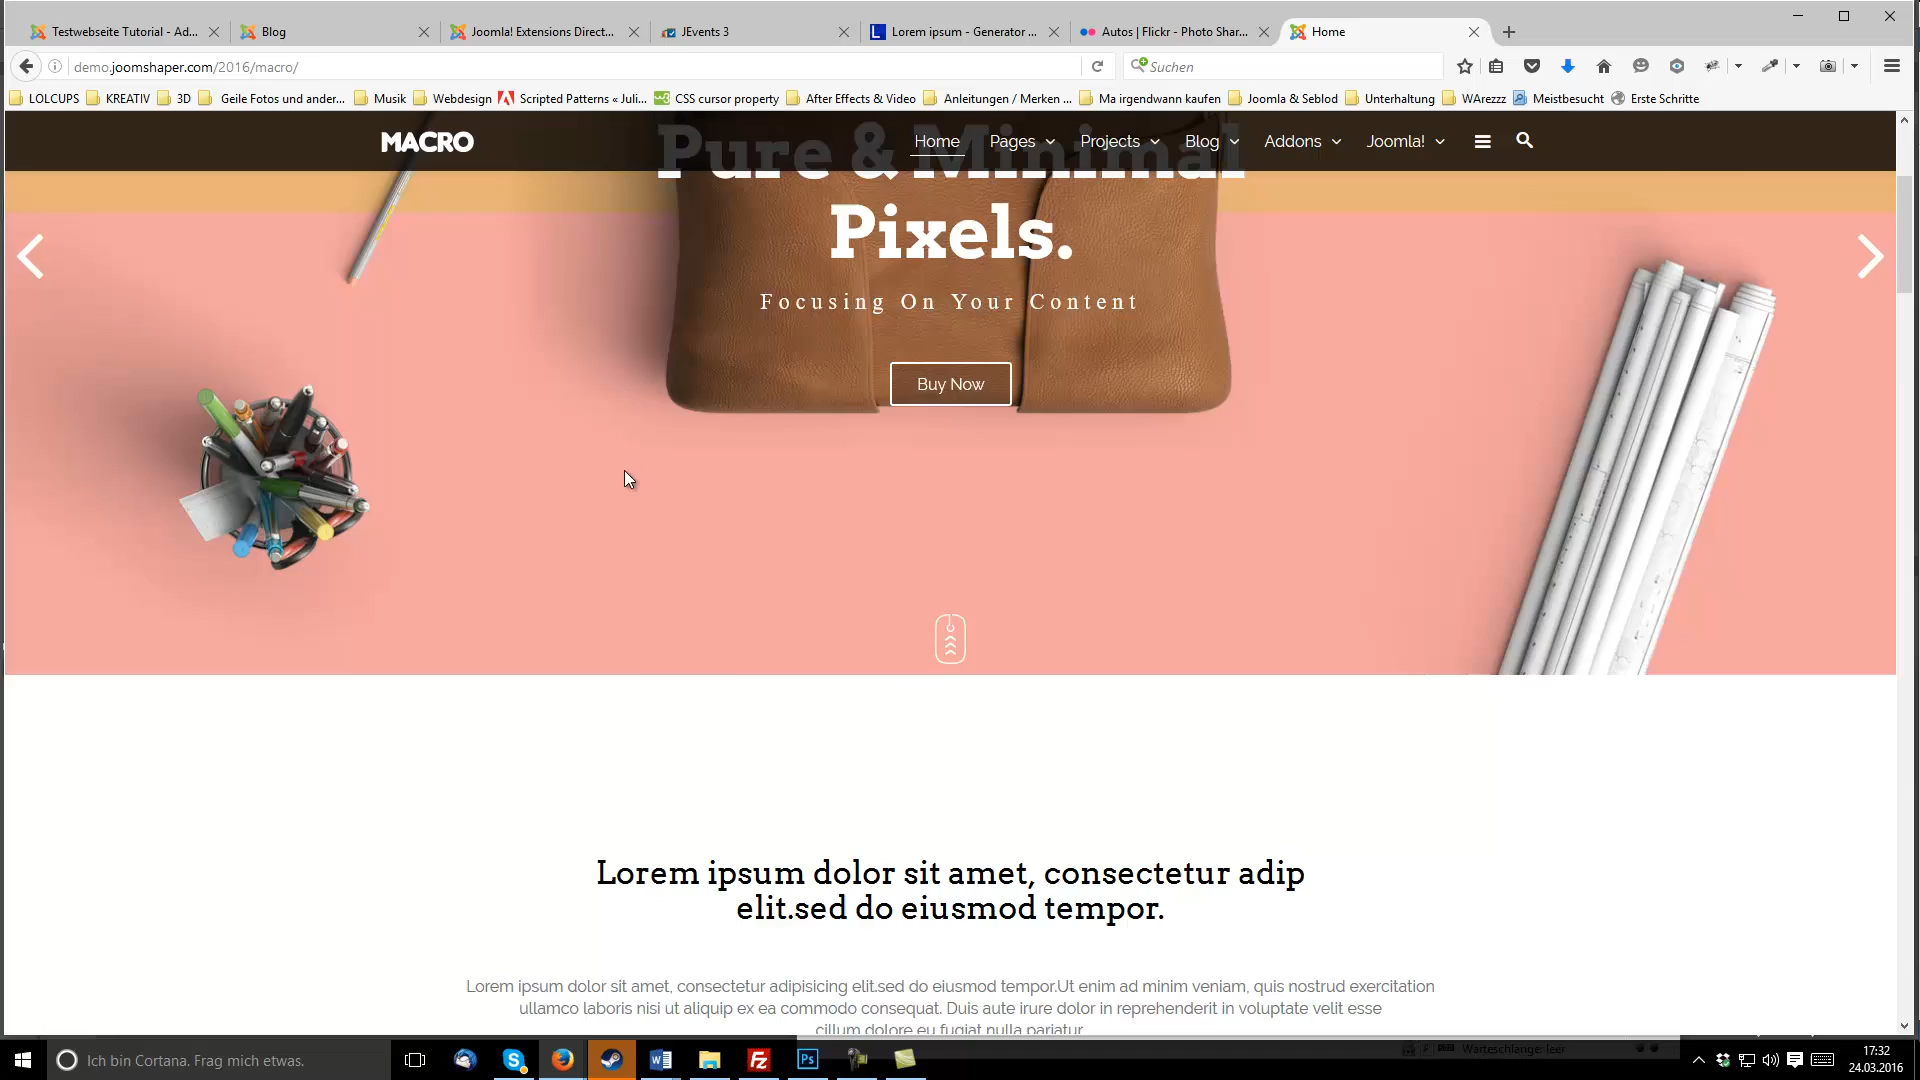 Testwebseite Tutorial - Ad...
Blog
Joomla! Extensions Direct...
JEvents 3
Lorem ipsum - Generator ...
Autos | Flickr - Photo Shar...
Home
demo.joomshaper.com/2016/macro/
Suchen
LOLCUPS
KREATIV
3D
Geile Fotos und ander...
Musik
Webdesign
Scripted Patterns « Juli...
CSS cursor property
After Effects & Video
Anleitungen / Merken ...
Ma irgendwann kaufen
Joomla & Seblod
Unterhaltung
WArezzz
Meistbesucht
Erste Schritte
MACRO
Home
Pages
Projects
Blog
Addons
Joomla!
Pure & Minimal
Pixels.
Focusing On Your Content
Buy Now
Lorem ipsum dolor sit amet, consectetur adip
elit.sed do eiusmod tempor.
Lorem ipsum dolor sit amet, consectetur adipisicing elit.sed do eiusmod tempor.Ut enim ad minim veniam, quis nostrud exercitation
ullamco laboris nisi ut aliquip ex ea commodo consequat. Duis aute irure dolor in reprehenderit in voluptate velit esse
cillum dolore eu fugiat nulla pariatur
Ich bin Cortana. Frag mich etwas.
Warteschlange: leer
17:32
24.03.2016